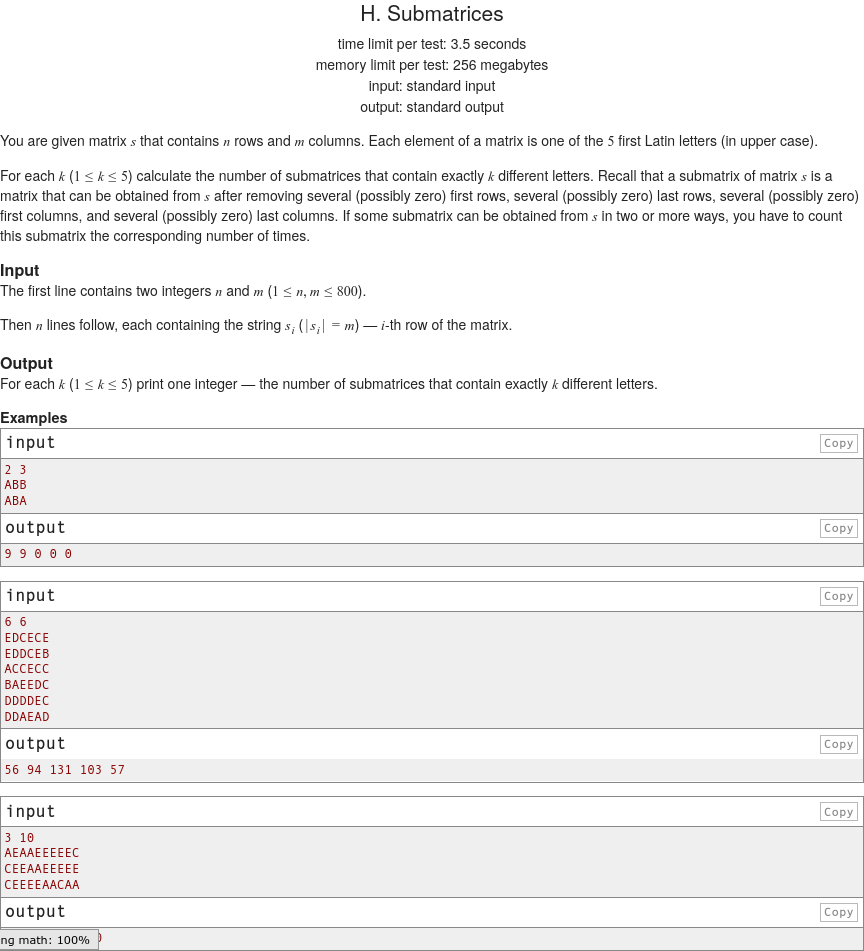 H. Submatrices
time limit per test: 3.5 seconds
memory limit per test: 256 megabytes
input: standard input
output: standard output
You are given matrix s that contains n rows and m columns. Each element of a matrix is one of the 5 first Latin letters (in upper case).
For each k (1 ≤ k ≤ 5) calculate the number of submatrices that contain exactly k different letters. Recall that a submatrix of matrix s is a
matrix that can be obtained from s after removing several (possibly zero) first rows, several (possibly zero) last rows, several (possibly zero)
first columns, and several (possibly zero) last columns. If some submatrix can be obtained from s in two or more ways, you have to count
this submatrix the corresponding number of times.
Input
The first line contains two integers n and m (1 ≤ n, m ≤ 800).
Then n lines follow, each containing the string s_i (|s_i| = m) — i-th row of the matrix.
Output
For each k (1 ≤ k ≤ 5) print one integer — the number of submatrices that contain exactly k different letters.
Examples
input Copy
2 3
ABB
ABA
output Copy
9 9 0 0 0
input Copy
6 6
EDCECE
EDDCEB
ACCECC
BAEEDC
DDDDEC
DDAEAD
output Copy
56 94 131 103 57
input Copy
3 10
AEAAEEEEEC
CEEAAEEEEE
CEEEEAACAA
output Copy
ng math: 100%